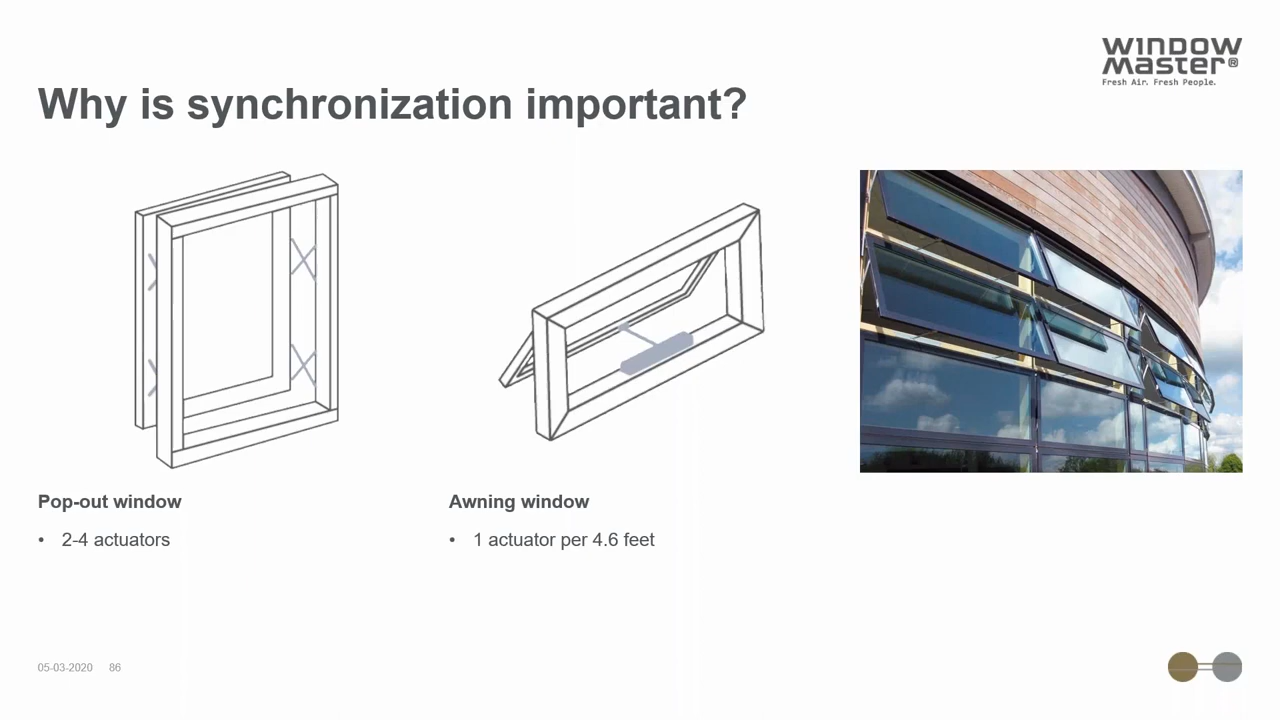 WINDOW
Master®
Fresh Air. Fresh People.
Why is synchronization important?
Pop-out window
• 2-4 actuators
Awning window
• 1 actuator per 4.6 feet
05-03-2020 86